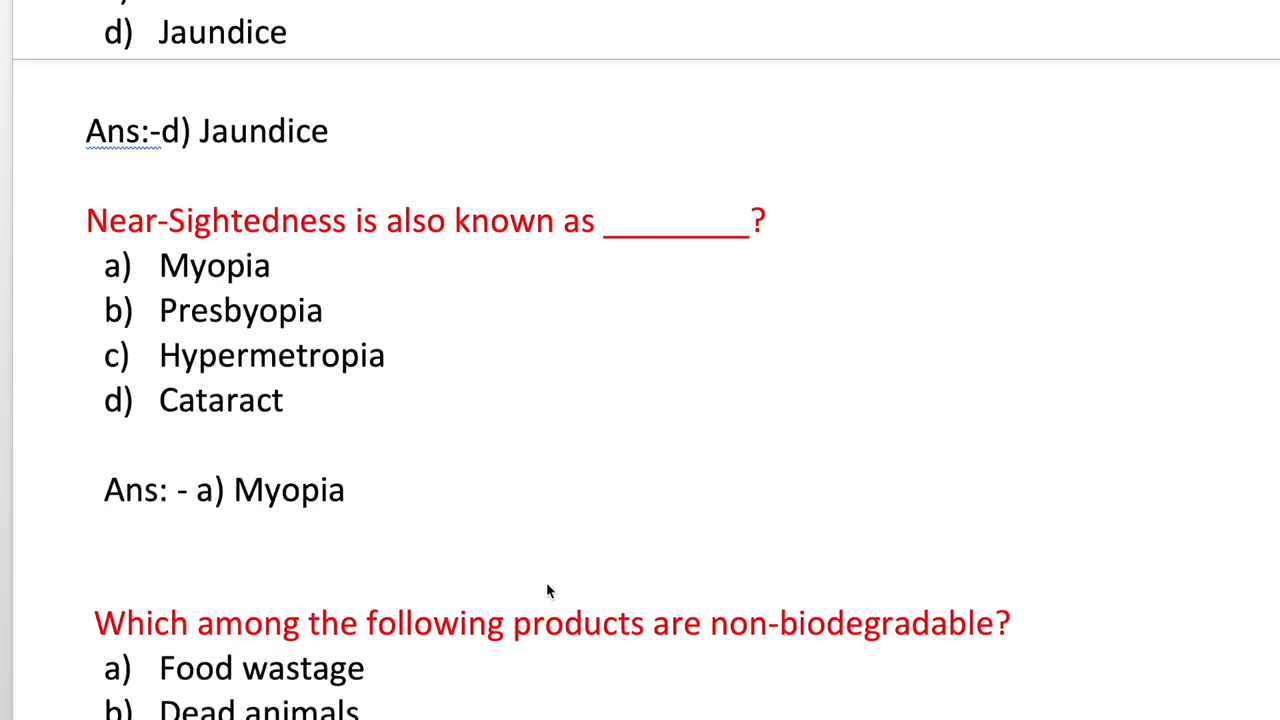 d) Jaundice
Ans:-d) Jaundice
Near-Sightedness is also known as ________?
a) Myopia
b) Presbyopia
c) Hypermetropia
d) Cataract
Ans: - a) Myopia
Which among the following products are non-biodegradable?
a) Food wastage
b) Dead animals